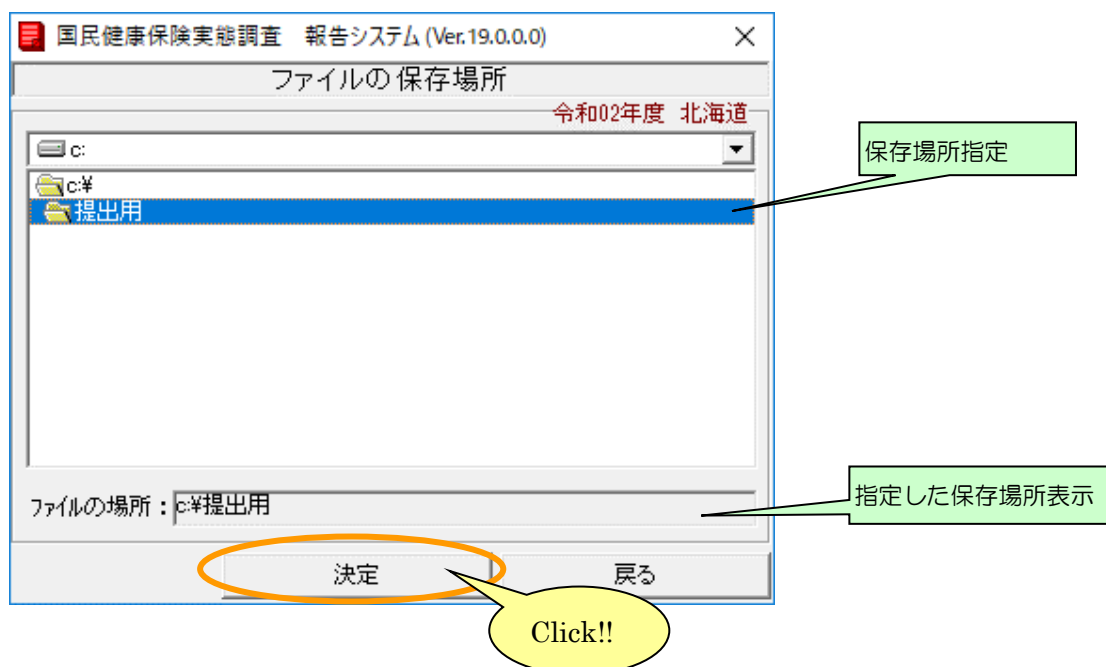 国民健康保険実態調査　報告システム (Ver.19.0.0.0)
ファイルの 保存場所
令和02年度　北海道
c:
保存場所指定
c:¥
提出用
ファイルの場所：c:¥提出用
指定した保存場所表示
決定
戻る
Click!!